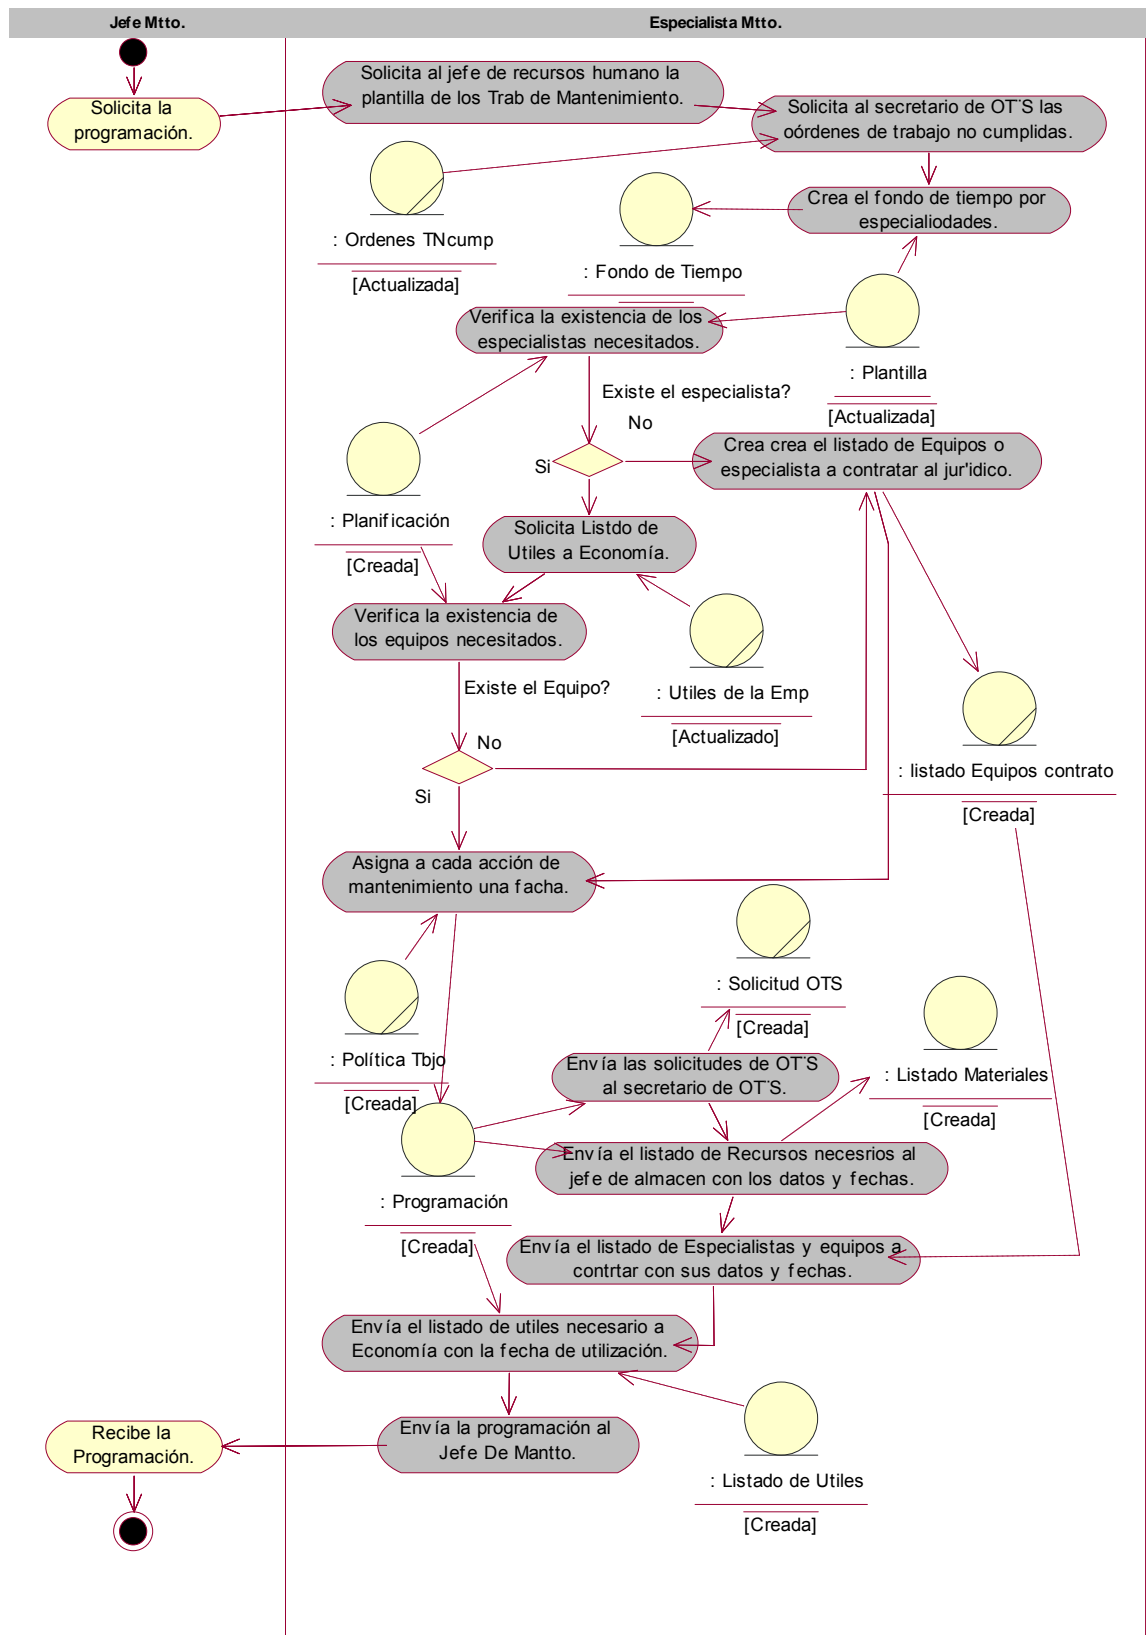 Jefe Mtto.
Especialista Mtto.
Solicita al jefe de recursos humano la
plantilla de los Trab de Mantenimiento.
Solicita la
programación.
Solicita al secretario de OT'S las
oórdenes de trabajo no cumplidas.
Crea el fondo de tiempo por
especialiodades.
: Ordenes TNcump
[Actualizada]
: Fondo de Tiempo
Verifica la existencia de los
especialistas necesitados.
: Plantilla
[Actualizada]
Existe el especialista?
No
Si
Crea crea el listado de Equipos o
especialista a contratar al jur'idico.
: Planificación
[Creada]
Solicita Listdo de
Utiles a Economía.
Verifica la existencia de
los equipos necesitados.
Existe el Equipo?
: Utiles de la Emp
[Actualizado]
No
Si
: listado Equipos contrato
[Creada]
Asigna a cada acción de
mantenimiento una facha.
: Solicitud OTS
[Creada]
: Política Tbjo
[Creada]
Envía las solicitudes de OT'S
al secretario de OT'S.
: Listado Materiales
[Creada]
Envía el listado de Recursos necesrios al
jefe de almacen con los datos y fechas.
: Programación
[Creada]
Envía el listado de Especialistas y equipos a
contrtar con sus datos y fechas.
Envía el listado de utiles necesario a
Economía con la fecha de utilización.
Recibe la
Programación.
Envía la programación al
Jefe De Mantto.
: Listado de Utiles
[Creada]